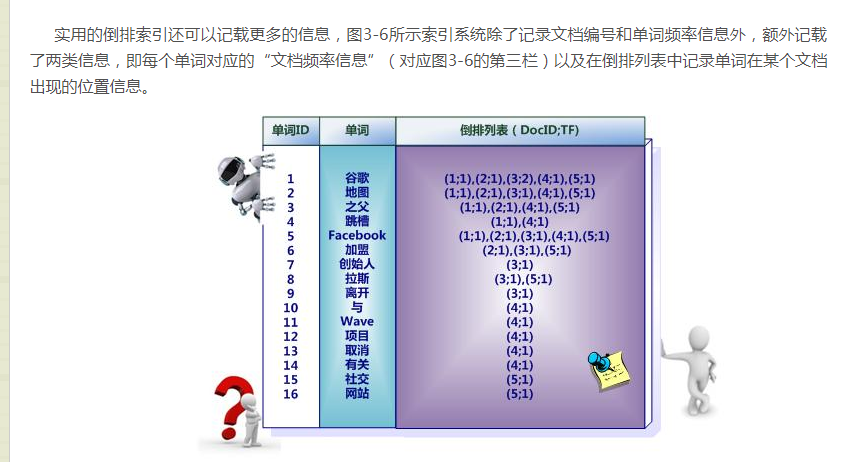 实用的倒排索引还可以记载更多的信息，图3-6所示索引系统除了记录文档编号和单词频率信息外，额外记载
了两类信息，即每个单词对应的“文档频率信息”（对应图3-6的第三栏）以及在倒排列表中记录单词在某个文档
出现的位置信息。
单词ID 单词 倒排列表（DocID;TF)
1 谷歌 (1;1),(2;1),(3;2),(4;1),(5;1)
2 地图 (1;1),(2;1),(3;1),(4;1),(5;1)
3 之父 (1;1),(2;1),(4;1),(5;1)
4 跳槽 (1;1),(4;1)
5 Facebook (1;1),(2;1),(3;1),(4;1),(5;1)
6 加盟 (2;1),(3;1),(5;1)
7 创始人 (3;1)
8 拉斯 (3;1),(5;1)
9 离开 (3;1)
10 与 (4;1)
11 Wave (4;1)
12 项目 (4;1)
13 取消 (4;1)
14 有关 (4;1)
15 社交 (5;1)
16 网站 (5;1)